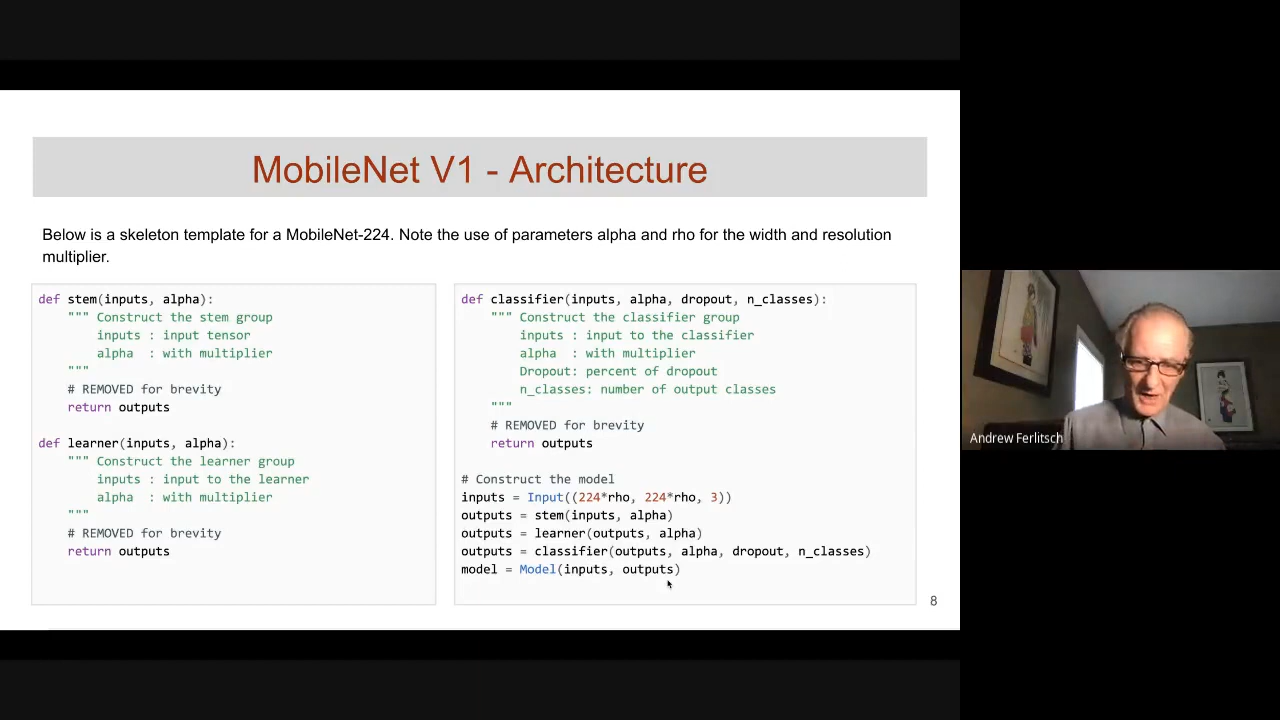 MobileNet V1 - Architecture
Below is a skeleton template for a MobileNet-224. Note the use of parameters alpha and rho for the width and resolution
multiplier.
def stem(inputs, alpha):
    """ Construct the stem group
        inputs : input tensor
        alpha  : with multiplier
    """
    # REMOVED for brevity
    return outputs
def learner(inputs, alpha):
    """ Construct the learner group
        inputs : input to the learner
        alpha  : with multiplier
    """
    # REMOVED for brevity
    return outputs
def classifier(inputs, alpha, dropout, n_classes):
    """ Construct the classifier group
        inputs : input to the classifier
        alpha  : with multiplier
        Dropout: percent of dropout
        n_classes: number of output classes
    """
    # REMOVED for brevity
    return outputs
# Construct the model
inputs = Input((224*rho, 224*rho, 3))
outputs = stem(inputs, alpha)
outputs = learner(outputs, alpha)
outputs = classifier(outputs, alpha, dropout, n_classes)
model = Model(inputs, outputs)
8
Andrew Ferlitsch